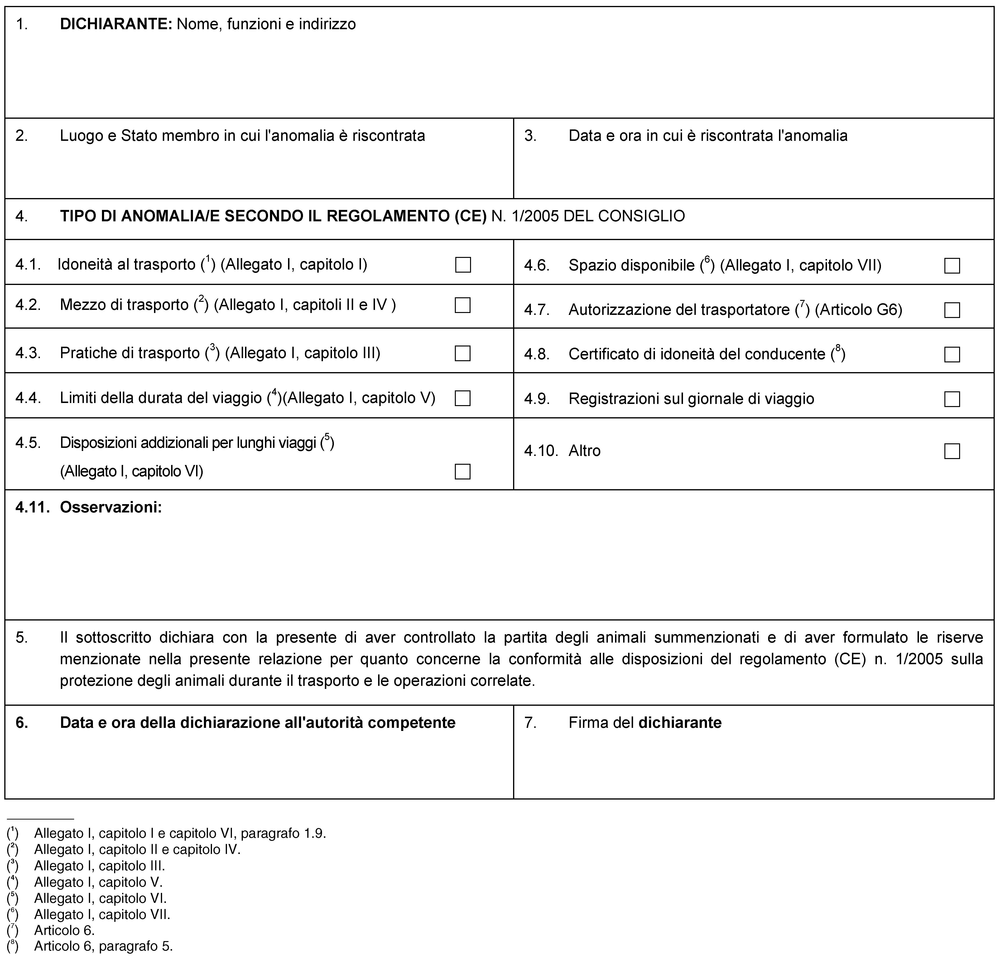 1. DICHIARANTE: Nome, funzioni e indirizzo
2. Luogo e Stato membro in cui l'anomalia è riscontrata
3. Data e ora in cui è riscontrata l'anomalia
4. TIPO DI ANOMALIA/E SECONDO IL REGOLAMENTO (CE) N. 1/2005 DEL CONSIGLIO
4.1. Idoneità al trasporto (1) (Allegato I, capitolo I)
4.6. Spazio disponibile (6) (Allegato I, capitolo VII)
4.2. Mezzo di trasporto (2) (Allegato I, capitoli II e IV )
4.7. Autorizzazione del trasportatore (7) (Articolo G6)
4.3. Pratiche di trasporto (3) (Allegato I, capitolo III)
4.8. Certificato di idoneità del conducente (8)
4.4. Limiti della durata del viaggio (4)(Allegato I, capitolo V)
4.9. Registrazioni sul giornale di viaggio
4.5. Disposizioni addizionali per lunghi viaggi (5)
(Allegato I, capitolo VI)
4.10. Altro
4.11. Osservazioni:
5. Il sottoscritto dichiara con la presente di aver controllato la partita degli animali summenzionati e di aver formulato le riserve
menzionate nella presente relazione per quanto concerne la conformità alle disposizioni del regolamento (CE) n. 1/2005 sulla
protezione degli animali durante il trasporto e le operazioni correlate.
6. Data e ora della dichiarazione all'autorità competente
7. Firma del dichiarante
(1) Allegato I, capitolo I e capitolo VI, paragrafo 1.9.
(2) Allegato I, capitolo II e capitolo IV.
(3) Allegato I, capitolo III.
(4) Allegato I, capitolo V.
(5) Allegato I, capitolo VI.
(6) Allegato I, capitolo VII.
(7) Articolo 6.
(8) Articolo 6, paragrafo 5.